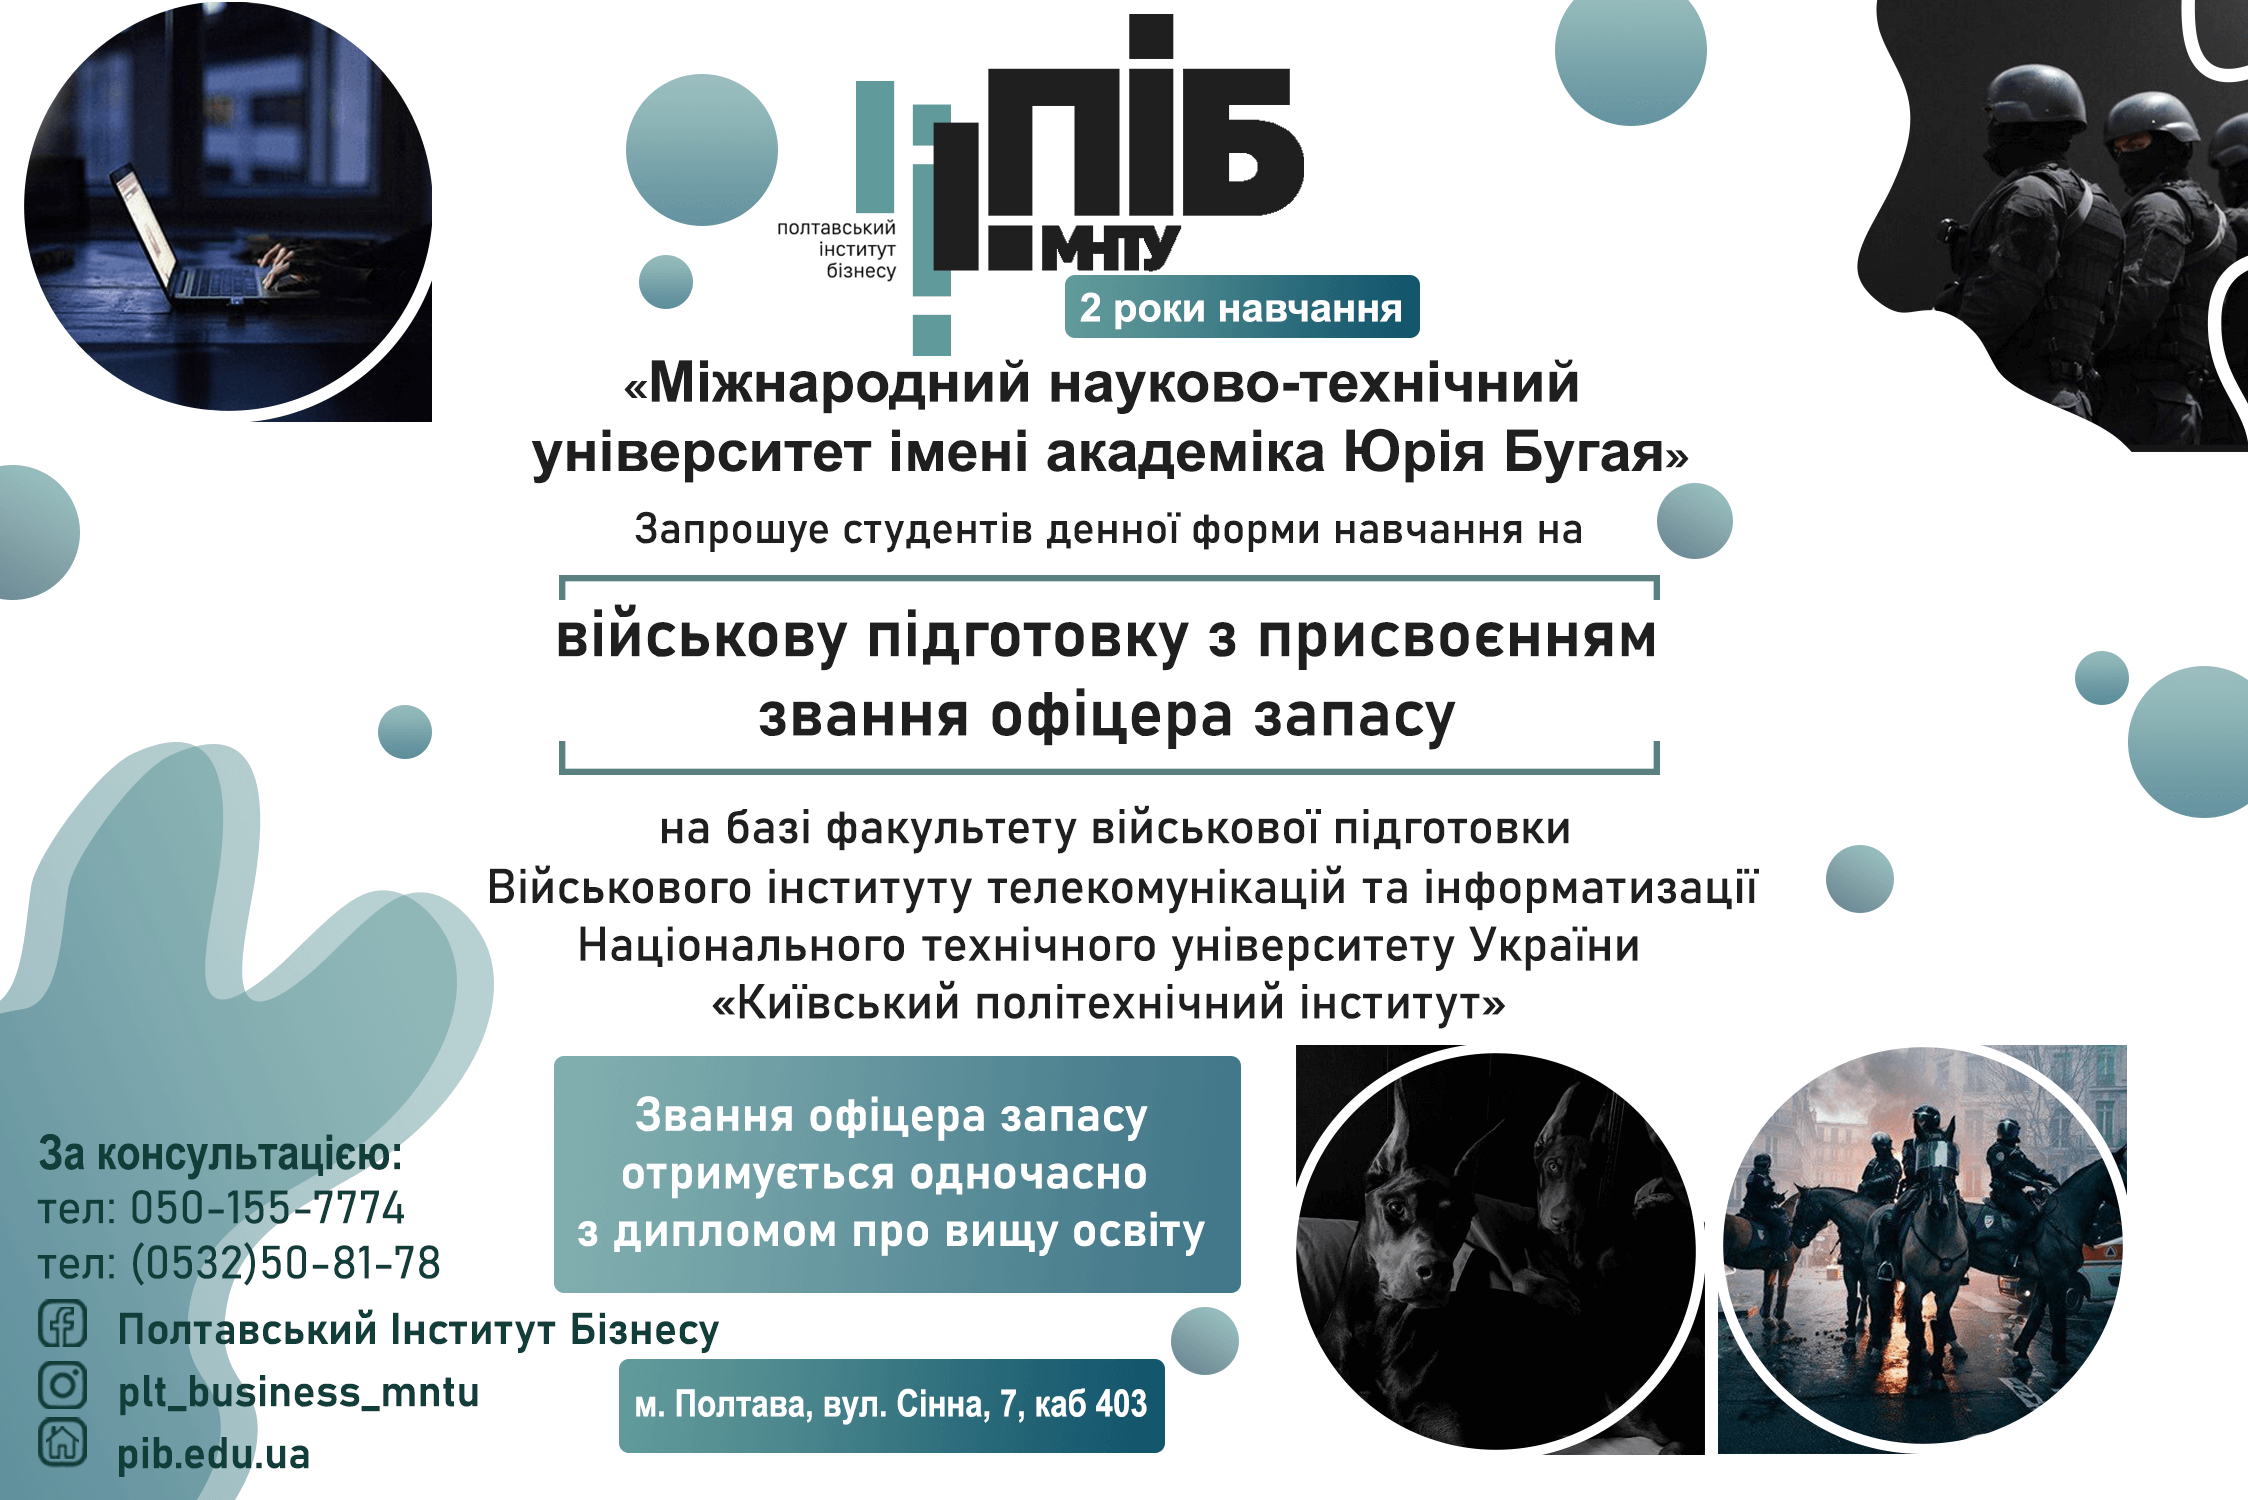 ПІБ
МНТУ
полтавський
інститут
бізнесу
2 роки навчання
«Міжнародний науково-технічний
університет імені академіка Юрія Бугая»
Запрошує студентів денної форми навчання на
військову підготовку з присвоєнням
звання офіцера запасу
на базі факультету військової підготовки
Військового інституту телекомунікацій та інформатизації
Національного технічного університету України
«Київський політехнічний інститут»
Звання офіцера запасу
отримується одночасно
з дипломом про вищу освіту
За консультацією:
тел: 050-155-7774
тел: (0532)50-81-78
Полтавський Інститут Бізнесу
plt_business_mntu
pib.edu.ua
м. Полтава, вул. Сінна, 7, каб 403